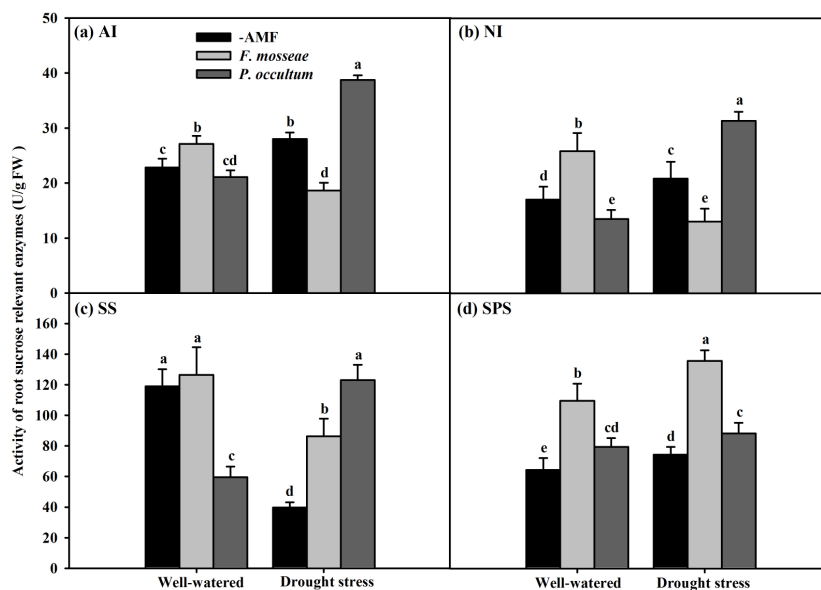 50
40
30
20
10
0
160
140
120
100
80
60
40
20
0
Activity of root sucrose relevant enzymes (U/g FW )
(a) AI
-AMF
F. mosseae
P. occultum
c b cd b d a
(b) NI
d b e c e a
(c) SS
a a c d b a
(d) SPS
e b cd d a c
Well-watered Drought stress
Well-watered Drought stress